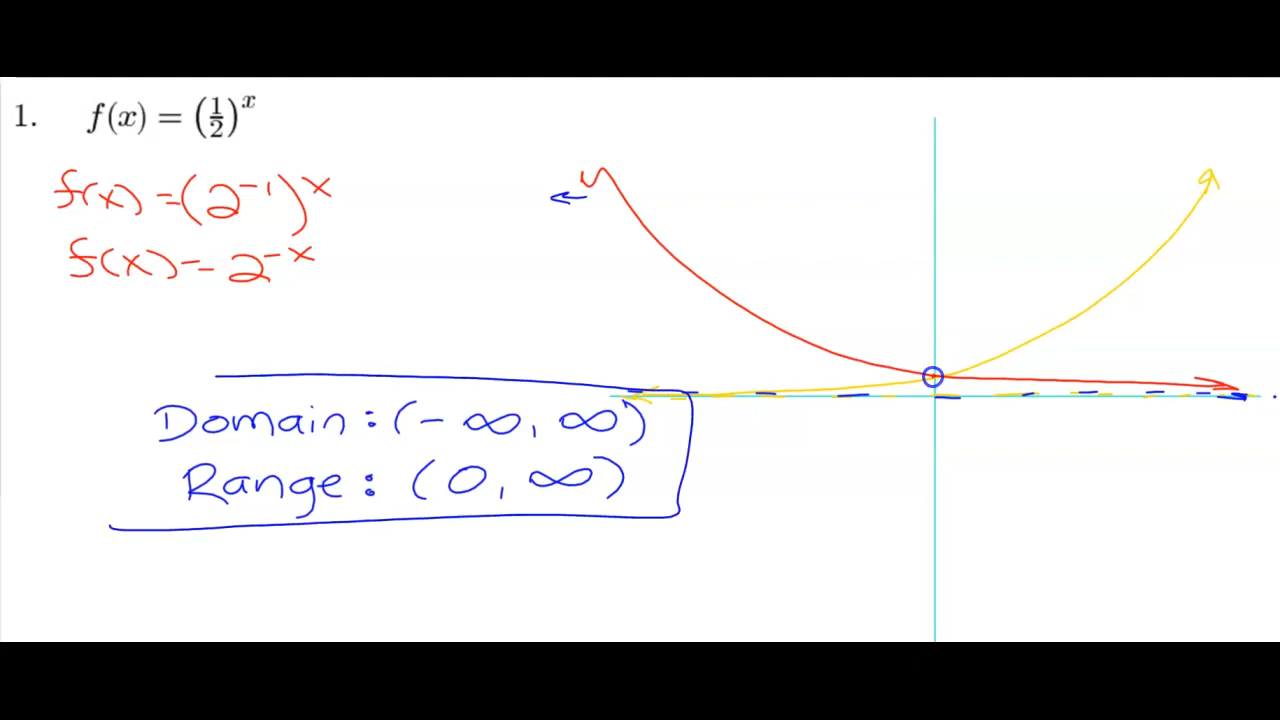 1. f(x) = (1/2)^x
f(x) = (2^-1)^x
f(x) = 2^-x
Domain: (-∞, ∞)
Range: (0, ∞)